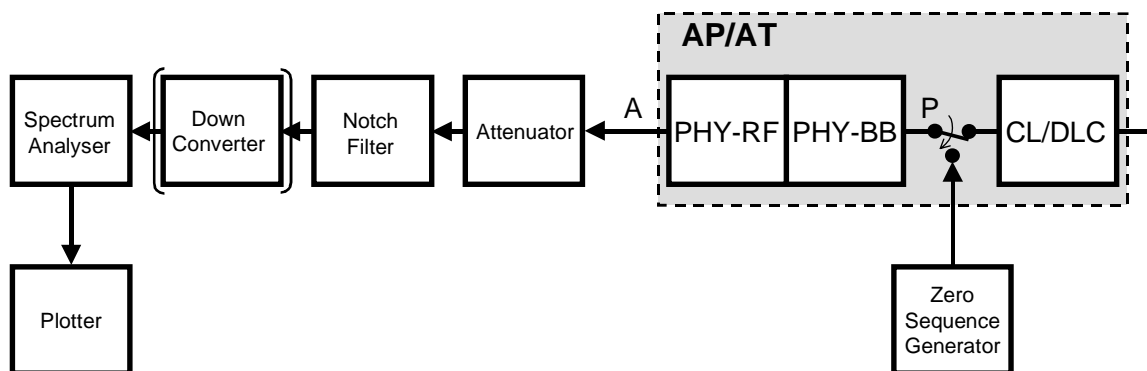 AP/AT
Spectrum
Analyser
Down
Converter
Notch
Filter
Attenuator
A
PHY-RF
PHY-BB
P
CL/DLC
Plotter
Zero
Sequence
Generator